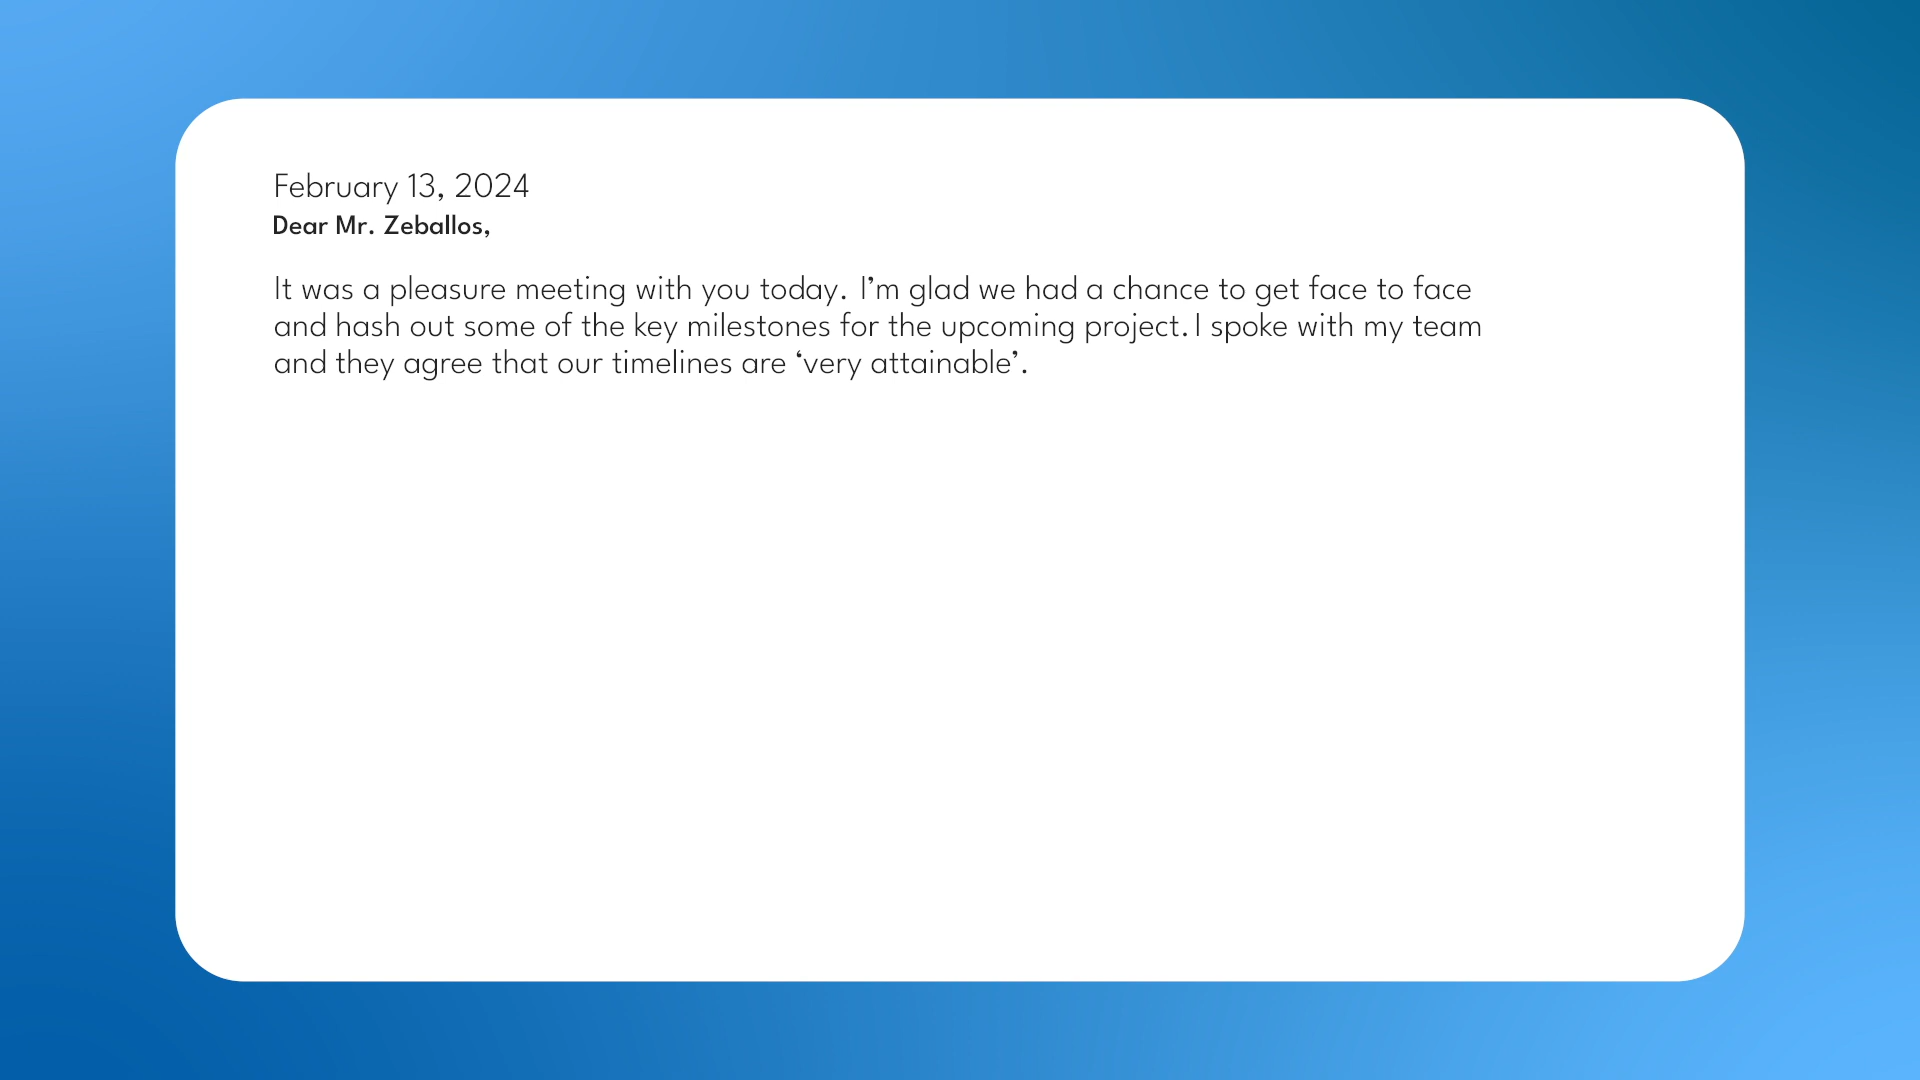 February 13, 2024
Dear Mr. Zeballos,
It was a pleasure meeting with you today. I’m glad we had a chance to get face to face
and hash out some of the key milestones for the upcoming project. I spoke with my team
and they agree that our timelines are ‘very attainable’.